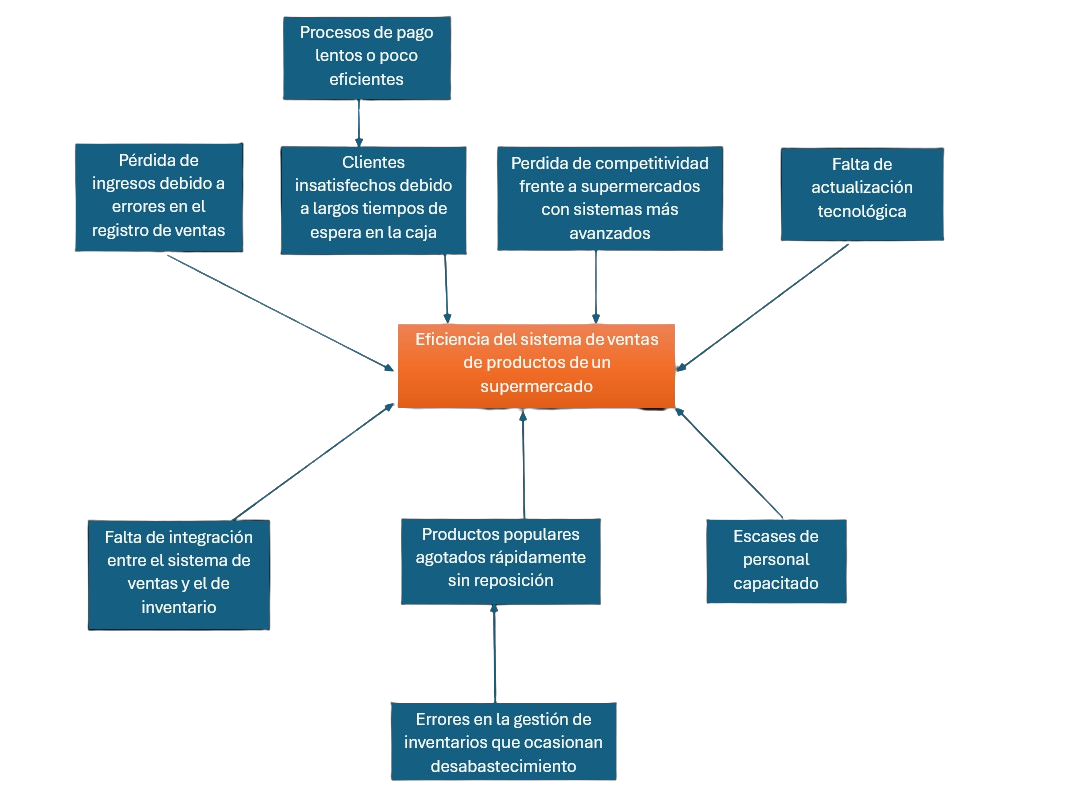 Procesos de pago
lentos o poco
eficientes
Pérdida de
ingresos debido a
errores en el
registro de ventas
Clientes
insatisfechos debido
a largos tiempos de
espera en la caja
Perdida de competitividad
frente a supermercados
con sistemas más
avanzados
Falta de
actualización
tecnológica
Eficiencia del sistema de ventas
de productos de un
supermercado
Falta de integración
entre el sistema de
ventas y el de
inventario
Productos populares
agotados rápidamente
sin reposición
Escases de
personal
capacitado
Errores en la gestión de
inventarios que ocasionan
desabastecimiento